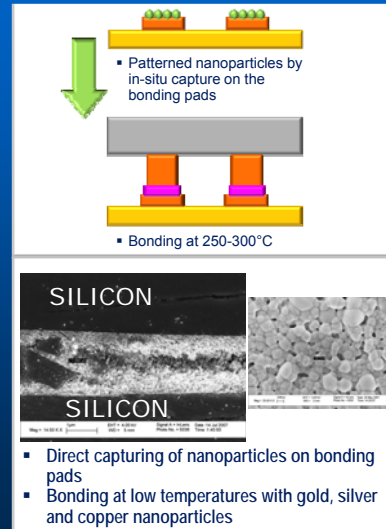 ▪ Patterned nanoparticles by
in-situ capture on the
bonding pads
▪ Bonding at 250-300°C
SILICON
SILICON
▪ Direct capturing of nanoparticles on bonding
pads
▪ Bonding at low temperatures with gold, silver
and copper nanoparticles